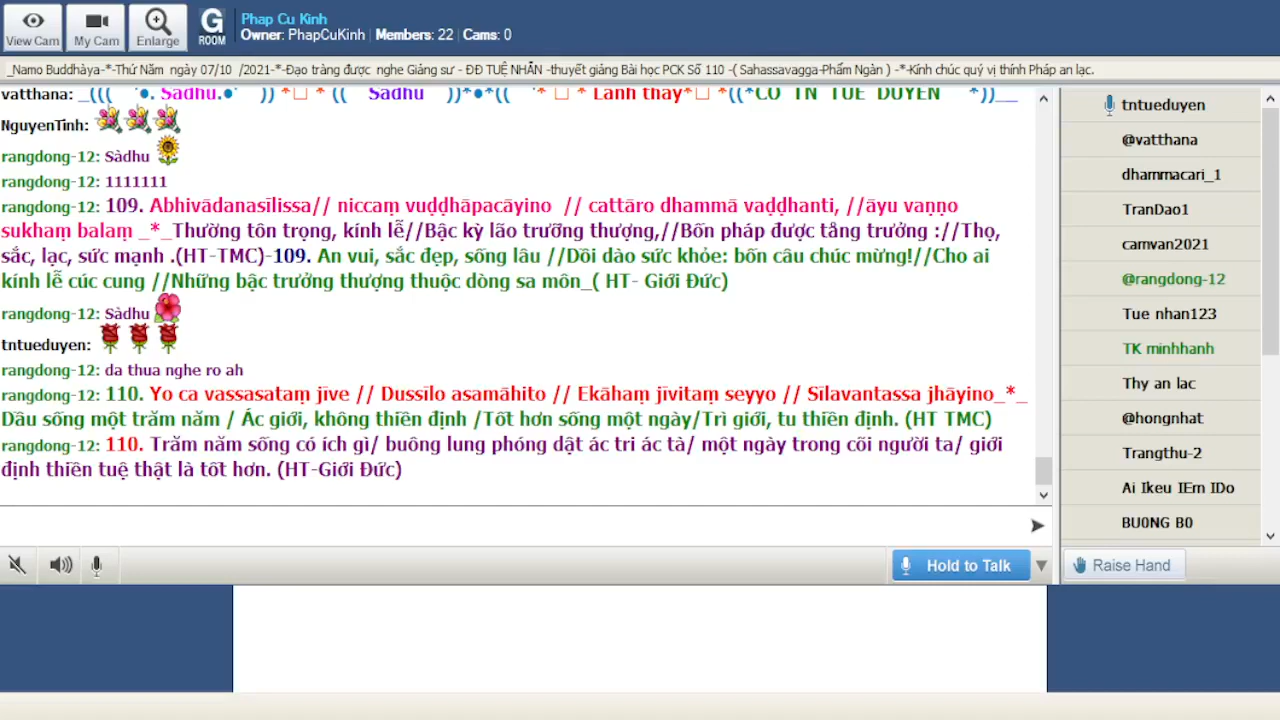 View Cam
My Cam
Enlarge
G
ROOM
Phap Cu Kinh
Owner: PhapCuKinh | Members: 22 | Cams: 0
_Namo Buddhàya-*-Thứ Năm ngày 07/10 /2021-*-Đạo tràng được nghe Giảng sư - ĐĐ TUỆ NHẪN -thuyết giảng Bài học PCK Số 110 -( Sahassavagga-Phẩm Ngàn ) -*-Kính chúc quý vị thính Pháp an lạc.
vatthana: _((( '●. Sadhu.●' )) *□ * (( Sadhu ))*●*(( '* □ * Lanh thay*□ *((*CO TN TUE DUYEN *))__
NguyenTinh:
rangdong-12: Sàdhu
rangdong-12: 1111111
rangdong-12: 109. Abhivādanasīlissa// niccaṃ vuḍḍhāpacāyino // cattāro dhammā vaḍḍhanti, //āyu vaṇṇo
sukhaṃ balaṃ _*_Thường tôn trọng, kính lễ//Bậc kỳ lão trưởng thượng,//Bốn pháp được tăng trưởng ://Thọ,
sắc, lạc, sức mạnh .(HT-TMC)-109. An vui, sắc đẹp, sống lâu //Dồi dào sức khỏe: bốn câu chúc mừng!//Cho ai
kính lễ cúc cung //Những bậc trưởng thượng thuộc dòng sa môn_( HT- Giới Đức)
rangdong-12: Sàdhu
tntueduyen:
rangdong-12: da thua nghe ro ah
rangdong-12: 110. Yo ca vassasataṃ jīve // Dussīlo asamāhito // Ekāhaṃ jīvitaṃ seyyo // Sīlavantassa jhāyino_*_
Dầu sống một trăm năm / Ác giới, không thiền định /Tốt hơn sống một ngày/Trì giới, tu thiền định. (HT TMC)
rangdong-12: 110. Trăm năm sống có ích gì/ buông lung phóng dật ác tri ác tà/ một ngày trong cõi người ta/ giới
định thiền tuệ thật là tốt hơn. (HT-Giới Đức)
Hold to Talk
tntueduyen
@vatthana
dhammacari_1
TranDao1
camvan2021
@rangdong-12
Tue nhan123
TK minhhanh
Thy an lac
@hongnhat
Trangthu-2
Ai Ikeu IEm IDo
BU0NG B0
Raise Hand